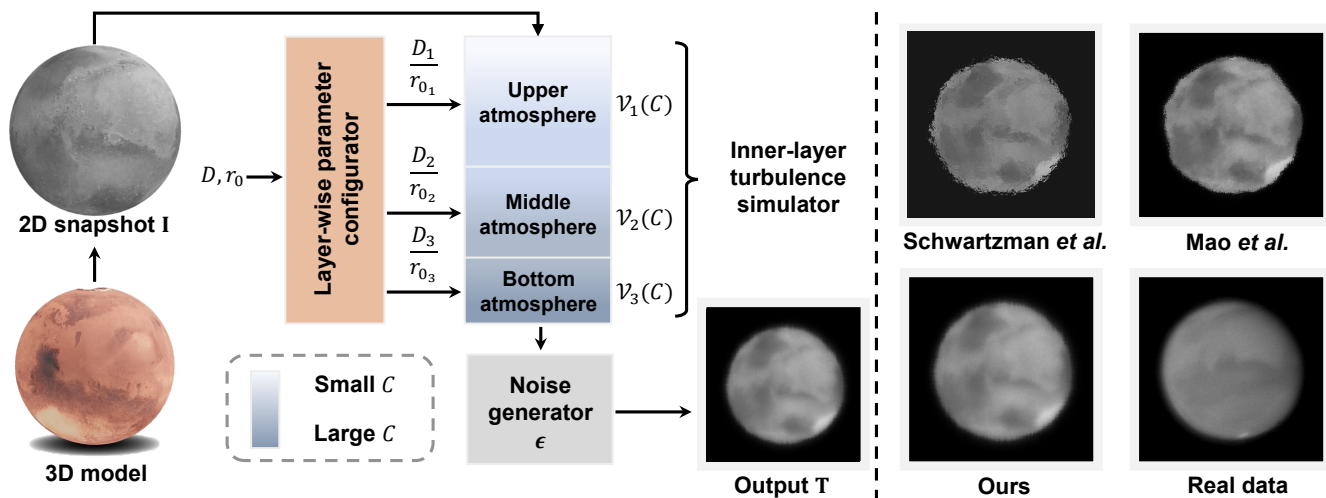 2D snapshot I
3D model
D, r₀
Layer-wise parameter
configurator
D₁
r₀₁
D₂
r₀₂
D₃
r₀₃
Upper
atmosphere
Middle
atmosphere
Bottom
atmosphere
𝒱₁(C)
𝒱₂(C)
𝒱₃(C)
Inner-layer
turbulence
simulator
Small C
Large C
Noise
generator
ϵ
Output T
Schwartzman et al.
Mao et al.
Ours
Real data